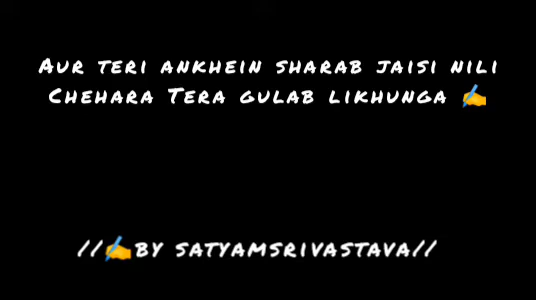 Aur teri ankhein sharab jaisi nili
Chehara Tera gulab likhunga ✍️
//✍️by satyamsrivastava//